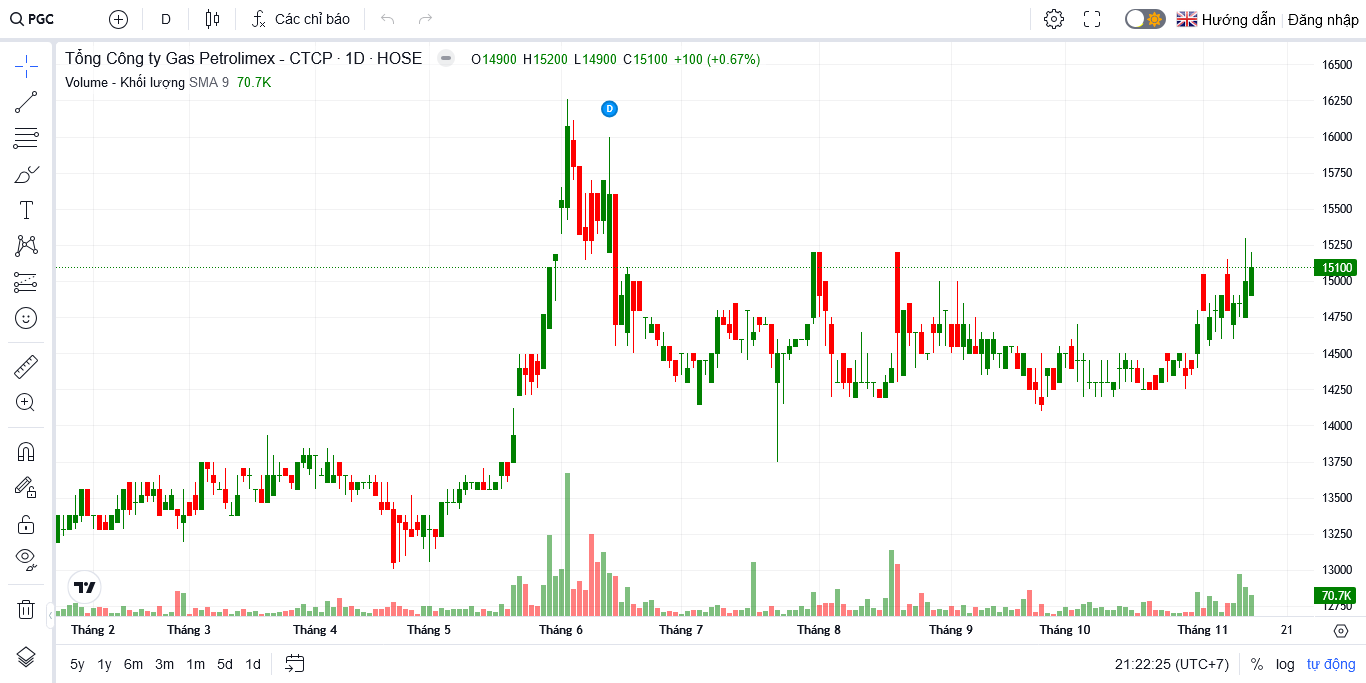 PGC D Các chỉ báo Hướng dẫn Đăng nhập
Tổng Công ty Gas Petrolimex - CTCP · 1D · HOSE O14900 H15200 L14900 C15100 +100 (+0.67%)
Volume - Khối lượng SMA 9 70.7K
D
16500
16250
16000
15750
15500
15250
15100
15000
14750
14500
14250
14000
13750
13500
13250
13000
70.7K
12750
Tháng 2 Tháng 3 Tháng 4 Tháng 5 Tháng 6 Tháng 7 Tháng 8 Tháng 9 Tháng 10 Tháng 11 21
5y 1y 6m 3m 1m 5d 1d 21:22:25 (UTC+7) % log tự động